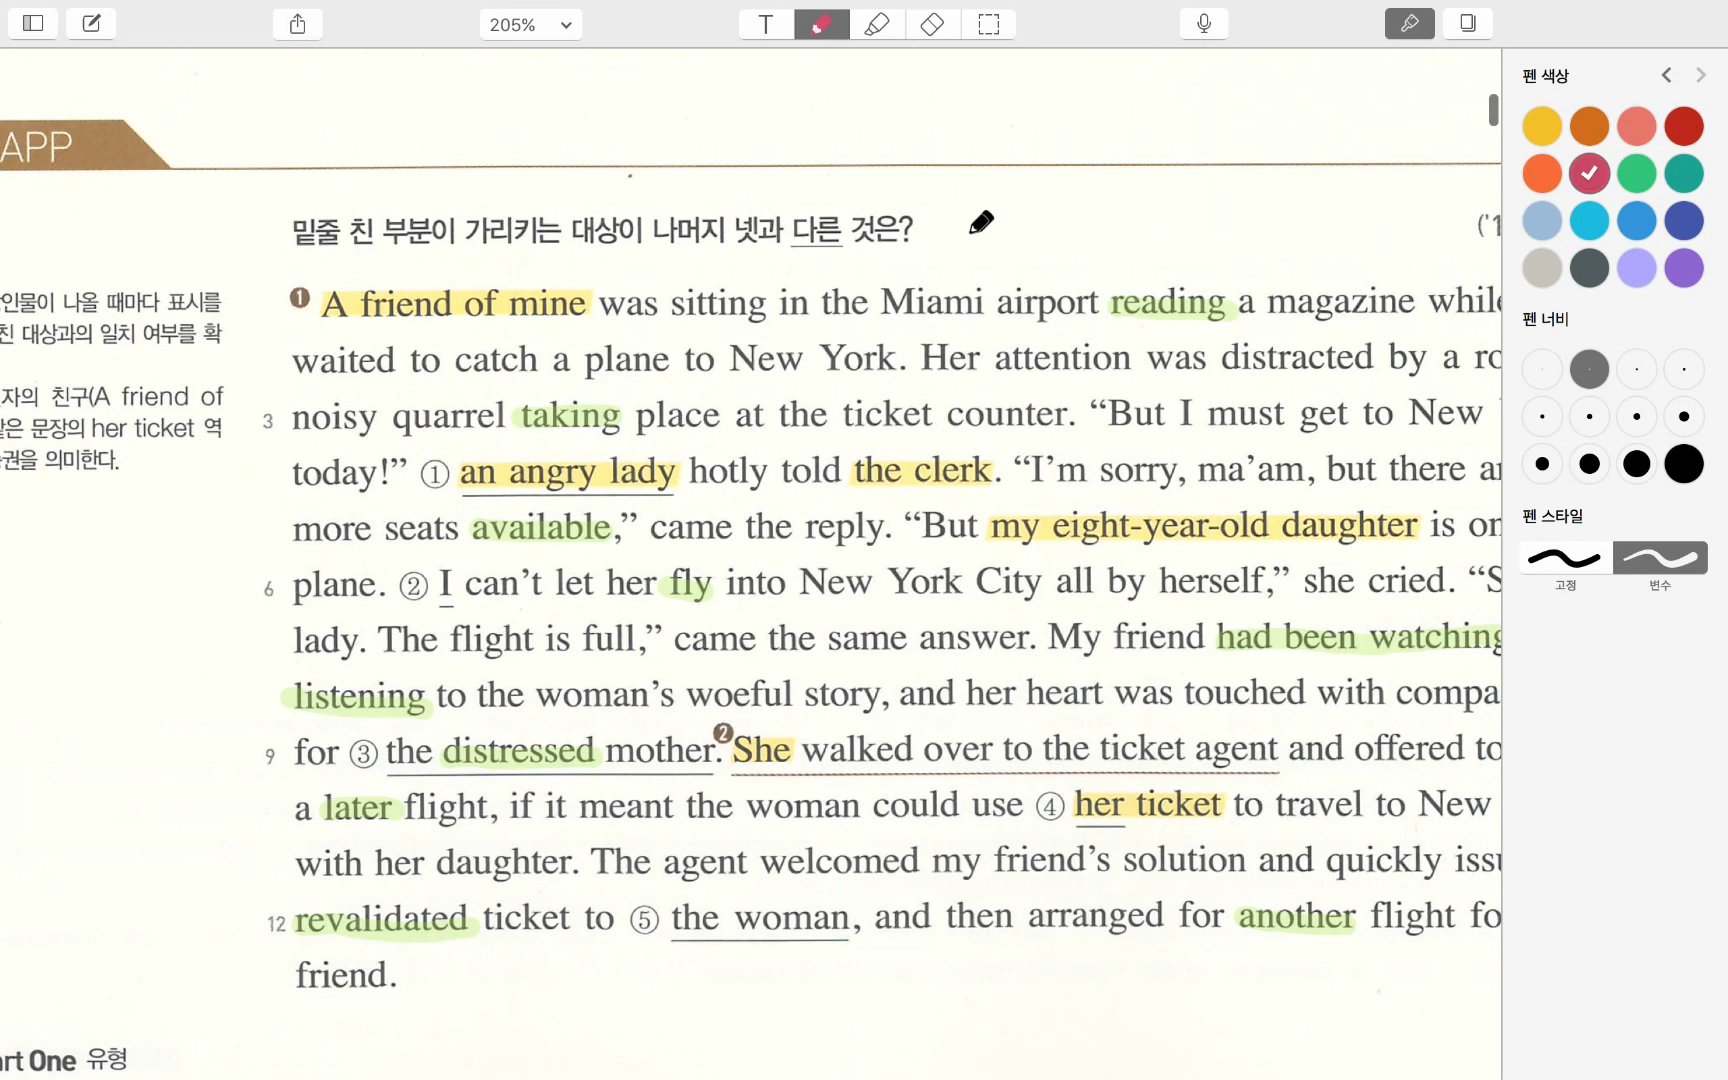 205%
T
펜 색상
APP
밑줄 친 부분이 가리키는 대상이 나머지 넷과 다른 것은?
('1
인물이 나올 때마다 표시를
친 대상과의 일치 여부를 확
자의 친구(A friend of
같은 문장의 her ticket 역
권을 의미한다.
❶ A friend of mine was sitting in the Miami airport reading a magazine while
waited to catch a plane to New York. Her attention was distracted by a ro
3 noisy quarrel taking place at the ticket counter. “But I must get to New
today!” ① an angry lady hotly told the clerk. “I’m sorry, ma’am, but there ar
more seats available,” came the reply. “But my eight-year-old daughter is on
6 plane. ② I can’t let her fly into New York City all by herself,” she cried. “S
lady. The flight is full,” came the same answer. My friend had been watching
listening to the woman’s woeful story, and her heart was touched with compa
9 for ③ the distressed mother. ❷ She walked over to the ticket agent and offered to
a later flight, if it meant the woman could use ④ her ticket to travel to New
with her daughter. The agent welcomed my friend’s solution and quickly issu
12 revalidated ticket to ⑤ the woman, and then arranged for another flight fo
friend.
art One 유형
펜 너비
펜 스타일
고정
변수